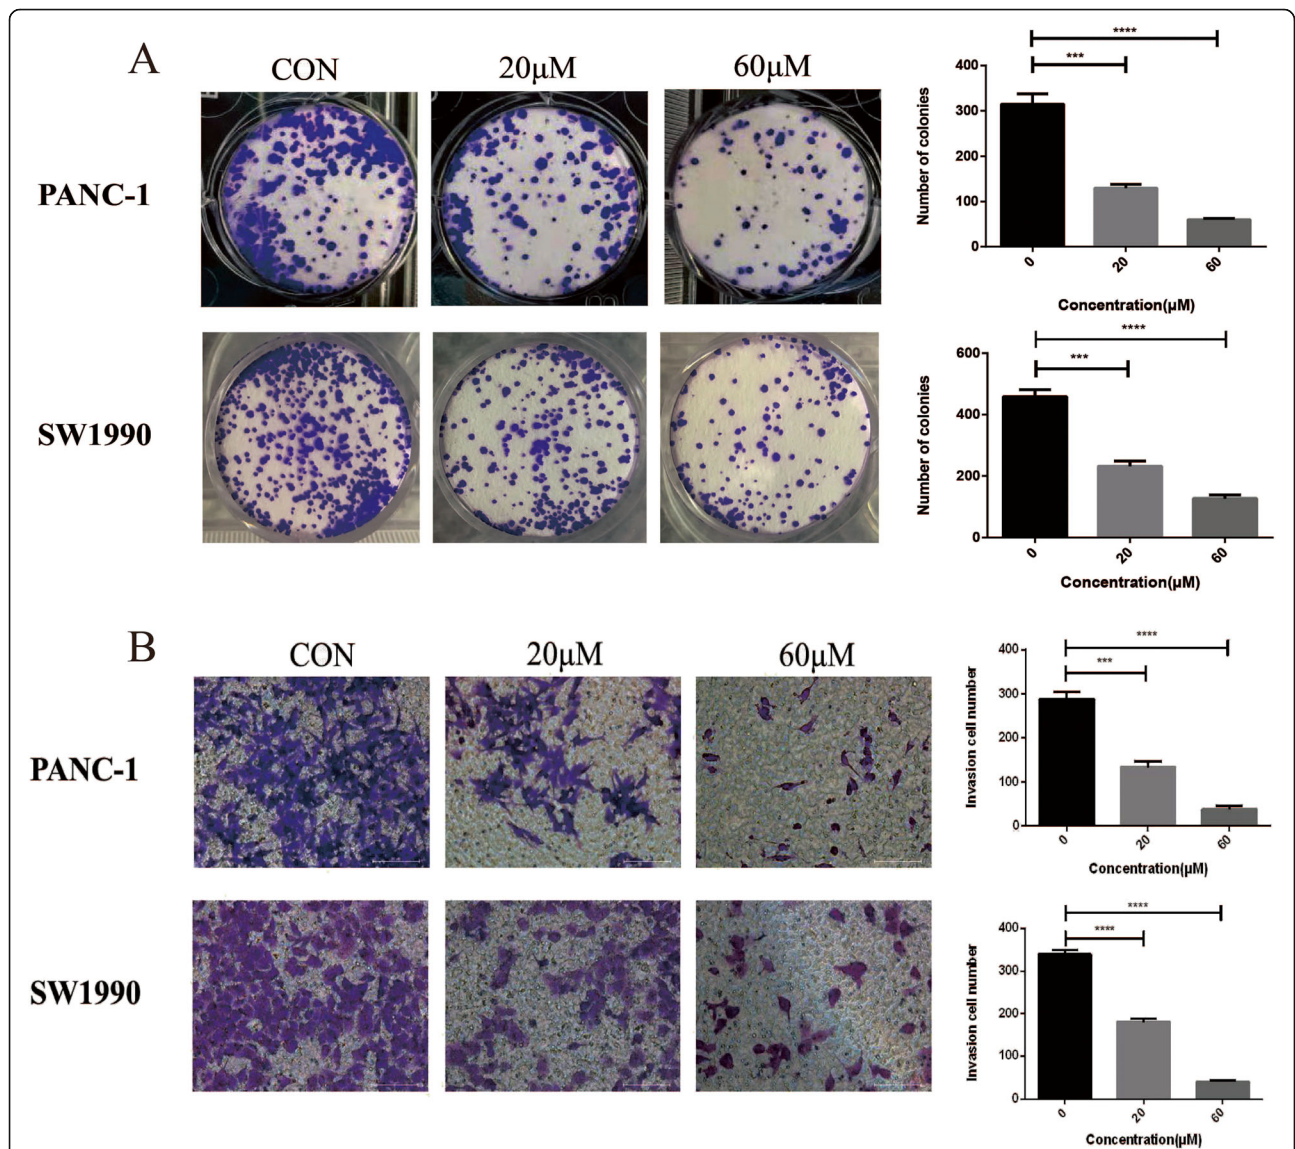 A
CON
20µM
60µM
PANC-1
SW1990
****
***
Number of colonies
400
300
200
100
0
0
20
60
Concentration(µM)
****
***
Number of colonies
600
400
200
0
0
20
60
Concentration(µM)
B
CON
20µM
60µM
PANC-1
SW1990
****
***
Invasion cell number
400
300
200
100
0
0
20
60
Concentration(µM)
****
****
Invasion cell number
400
300
200
100
0
0
20
60
Concentration(µM)